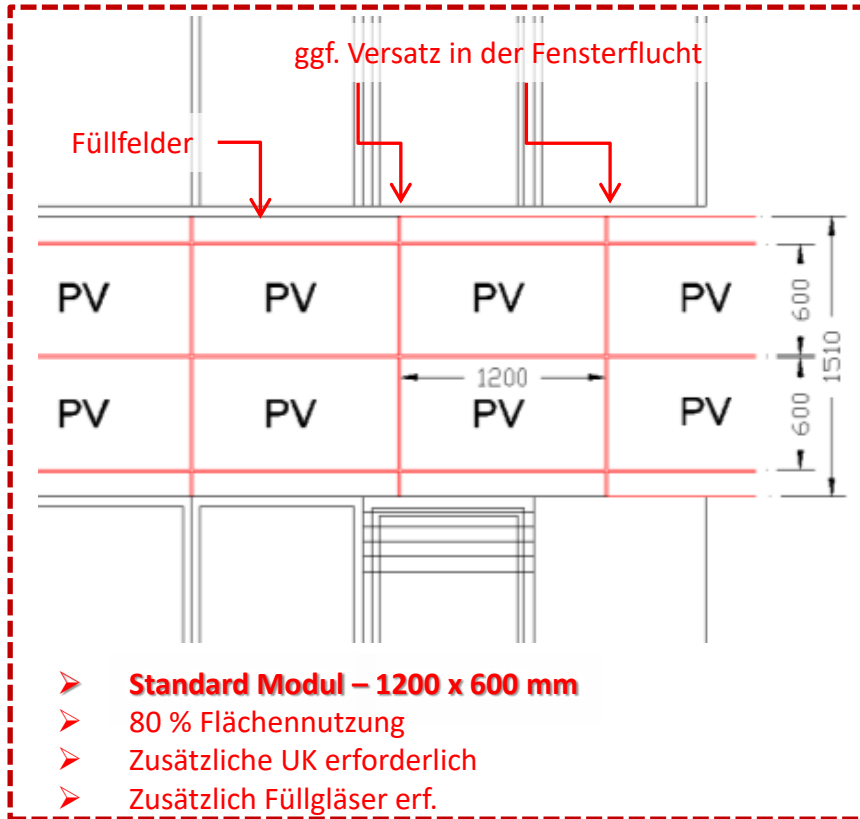 ggf. Versatz in der Fensterflucht
Füllfelder
PV PV PV PV
600
1510
1200
600
PV PV PV PV
➢ Standard Modul – 1200 x 600 mm
➢ 80 % Flächennutzung
➢ Zusätzliche UK erforderlich
➢ Zusätzlich Füllgläser erf.